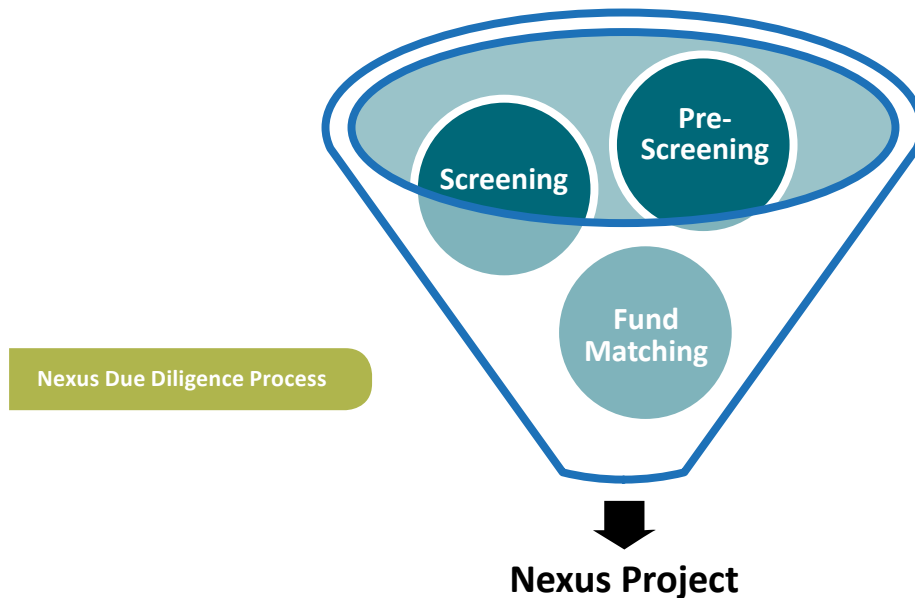 Pre-
Screening
Screening
Fund
Matching
Nexus Due Diligence Process
Nexus Project